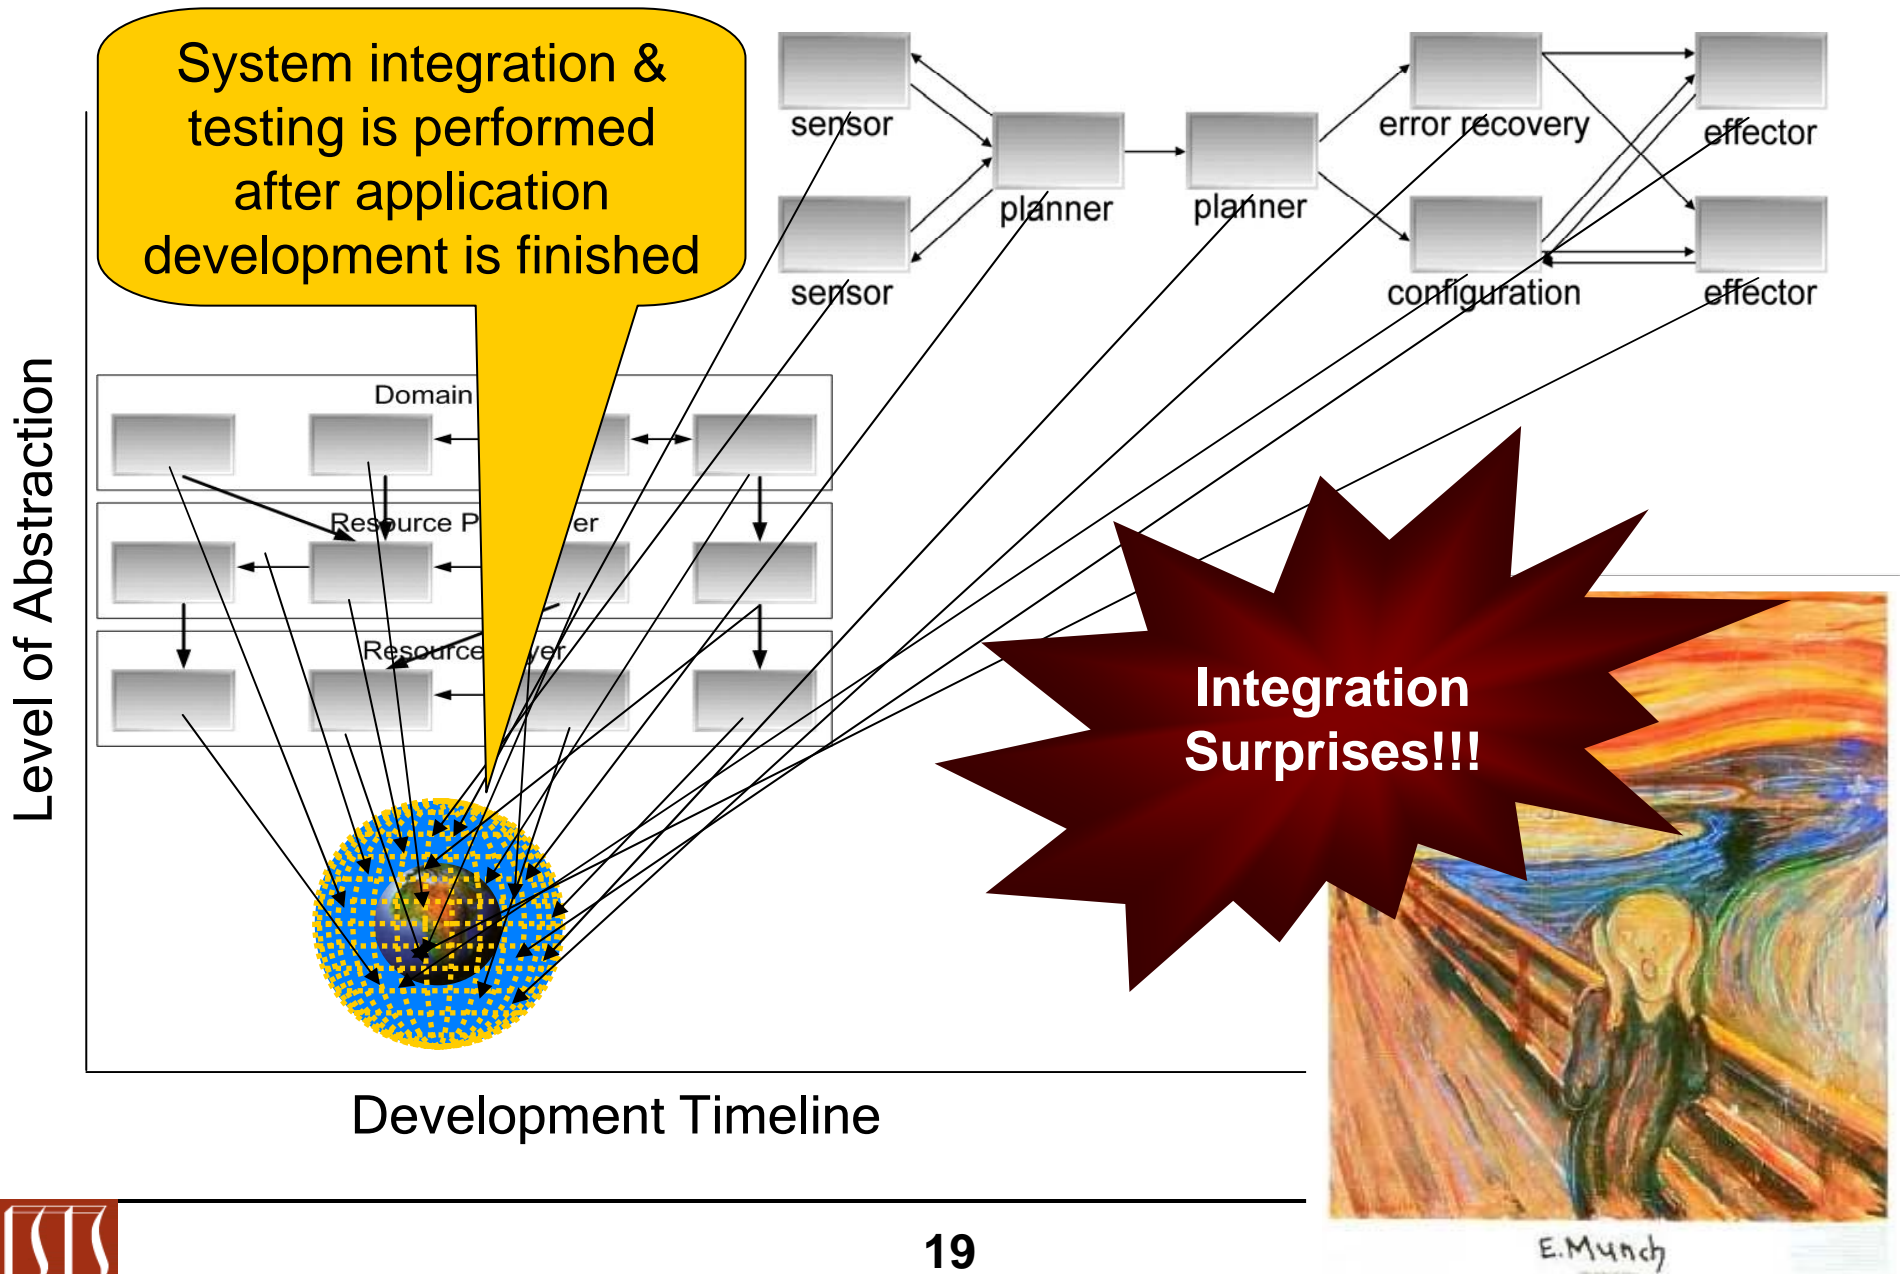 System integration &
testing is performed
after application
development is finished
sensor
sensor
planner
planner
error recovery
configuration
effector
effector
Level of Abstraction
Domain
Resource P er
Resource yer
Integration
Surprises!!!
Development Timeline
19
E.Munch